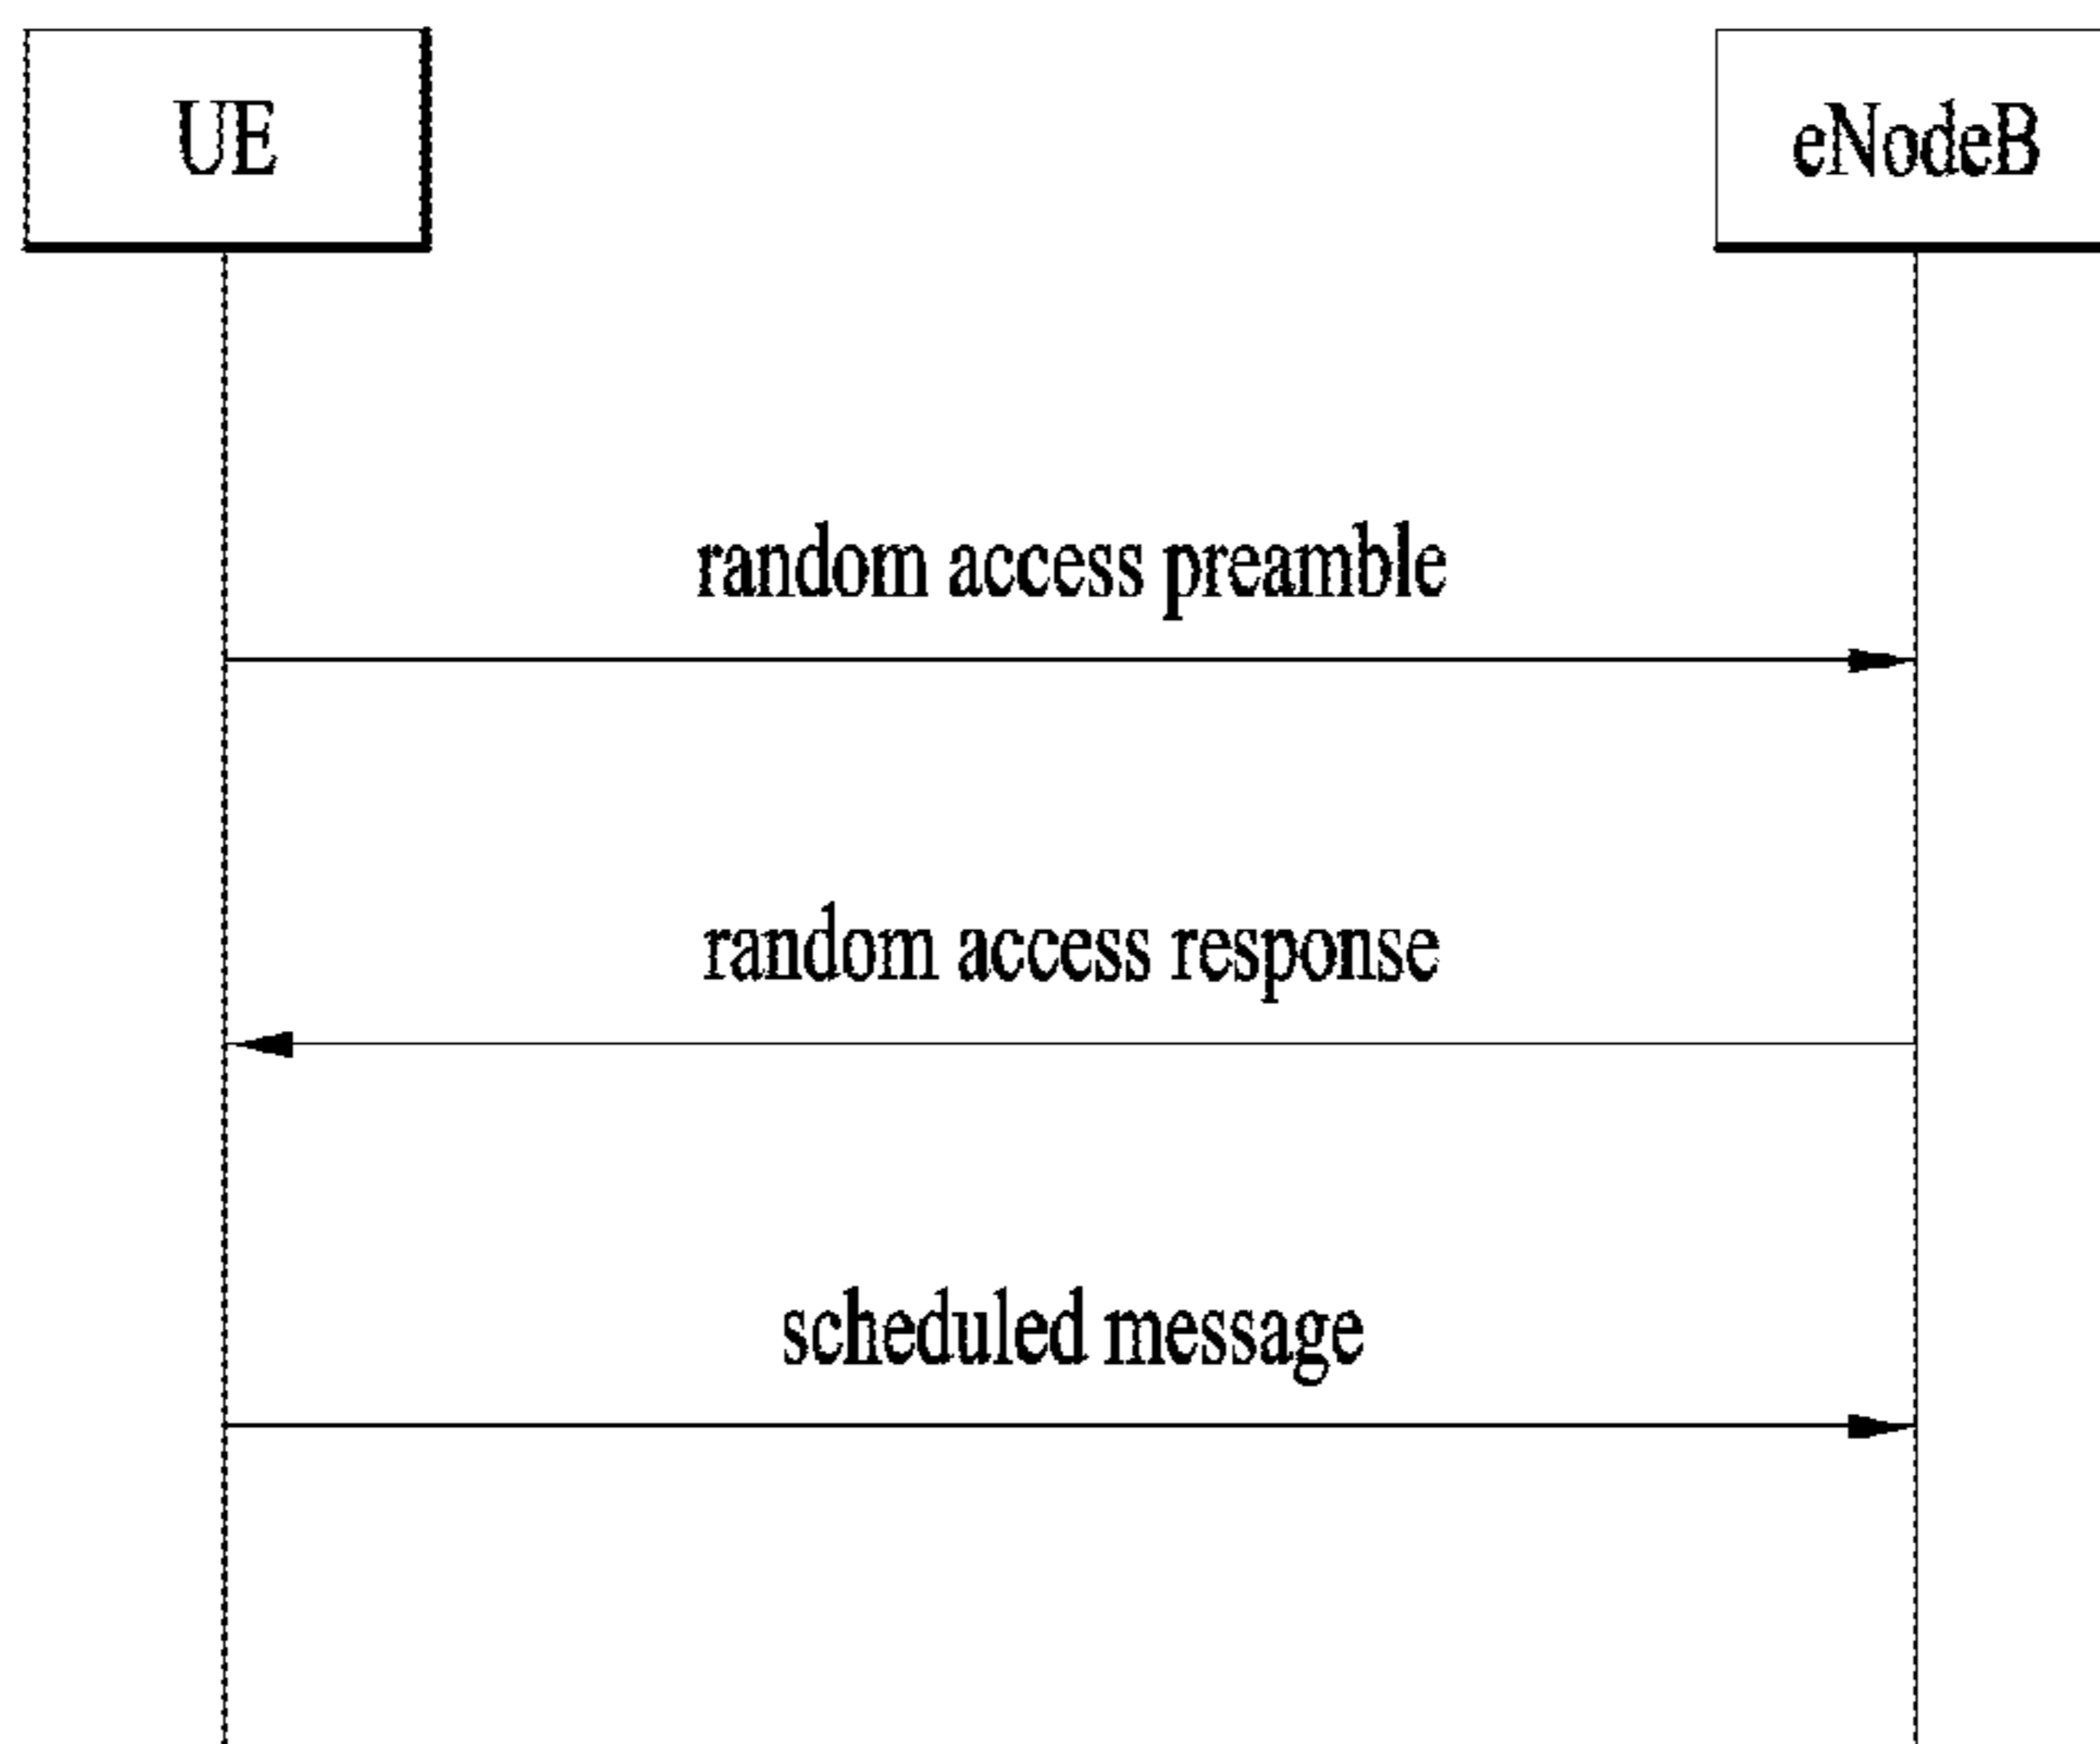 UE
eNodeB
random access preamble
random access response
scheduled message